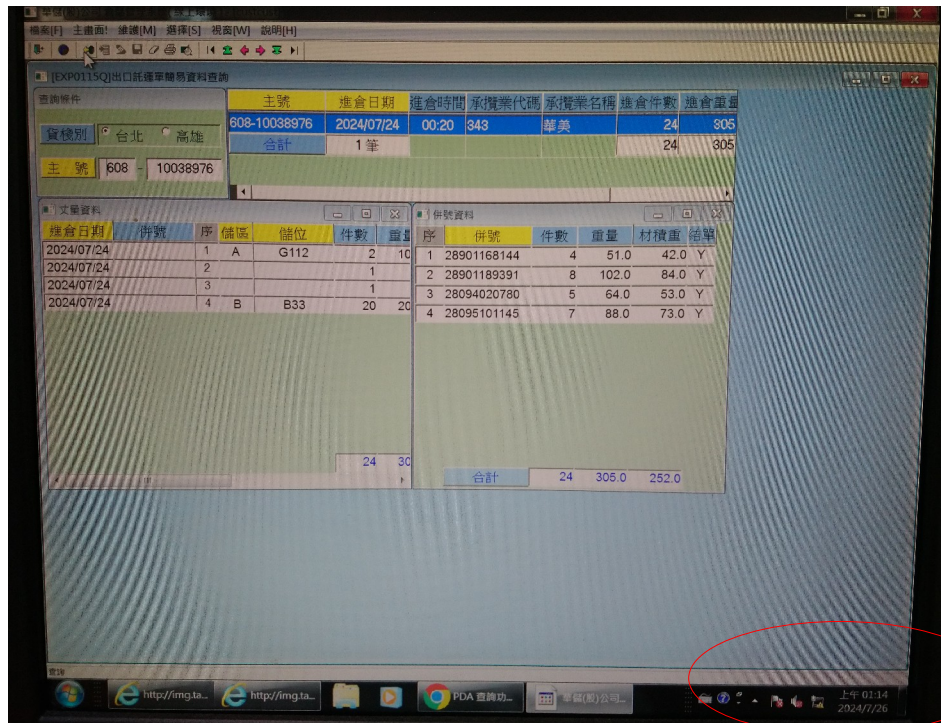 檔案[F] 主畫面! 維護[M] 選擇[S] 視窗[W] 說明[H]
[EXP0115Q]出口託運單簡易資料查詢
查詢條件
貨棧別 台北 高雄
主 號 608 - 10038976
主號 進倉日期 進倉時間 承攬業代碼 承攬業名稱 進倉件數 進倉重量
608-10038976 2024/07/24 00:20 343 華美 24 305
合計 1 筆 24 305
丈量資料
進倉日期 併號 序 儲區 儲位 件數 重量
2024/07/24 1 A G112 2 10
2024/07/24 2 1
2024/07/24 3 1
2024/07/24 4 B B33 20 20
24 30
併號資料
序 併號 件數 重量 材積重 結單
1 28901168144 4 51.0 42.0 Y
2 28901189391 8 102.0 84.0 Y
3 28094020780 5 64.0 53.0 Y
4 28095101145 7 88.0 73.0 Y
合計 24 305.0 252.0
查詢
http://img.ta... http://img.ta... PDA 查詢功... 華儲(股)公司...
上午 01:14
2024/7/26